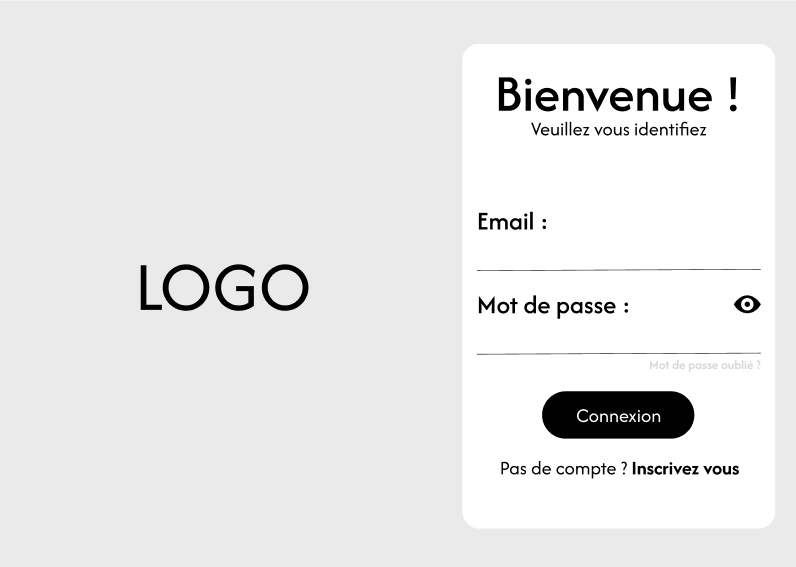 LOGO
Bienvenue !
Veuillez vous identifiez
Email :
Mot de passe :
Mot de passe oublié ?
Connexion
Pas de compte ? Inscrivez vous